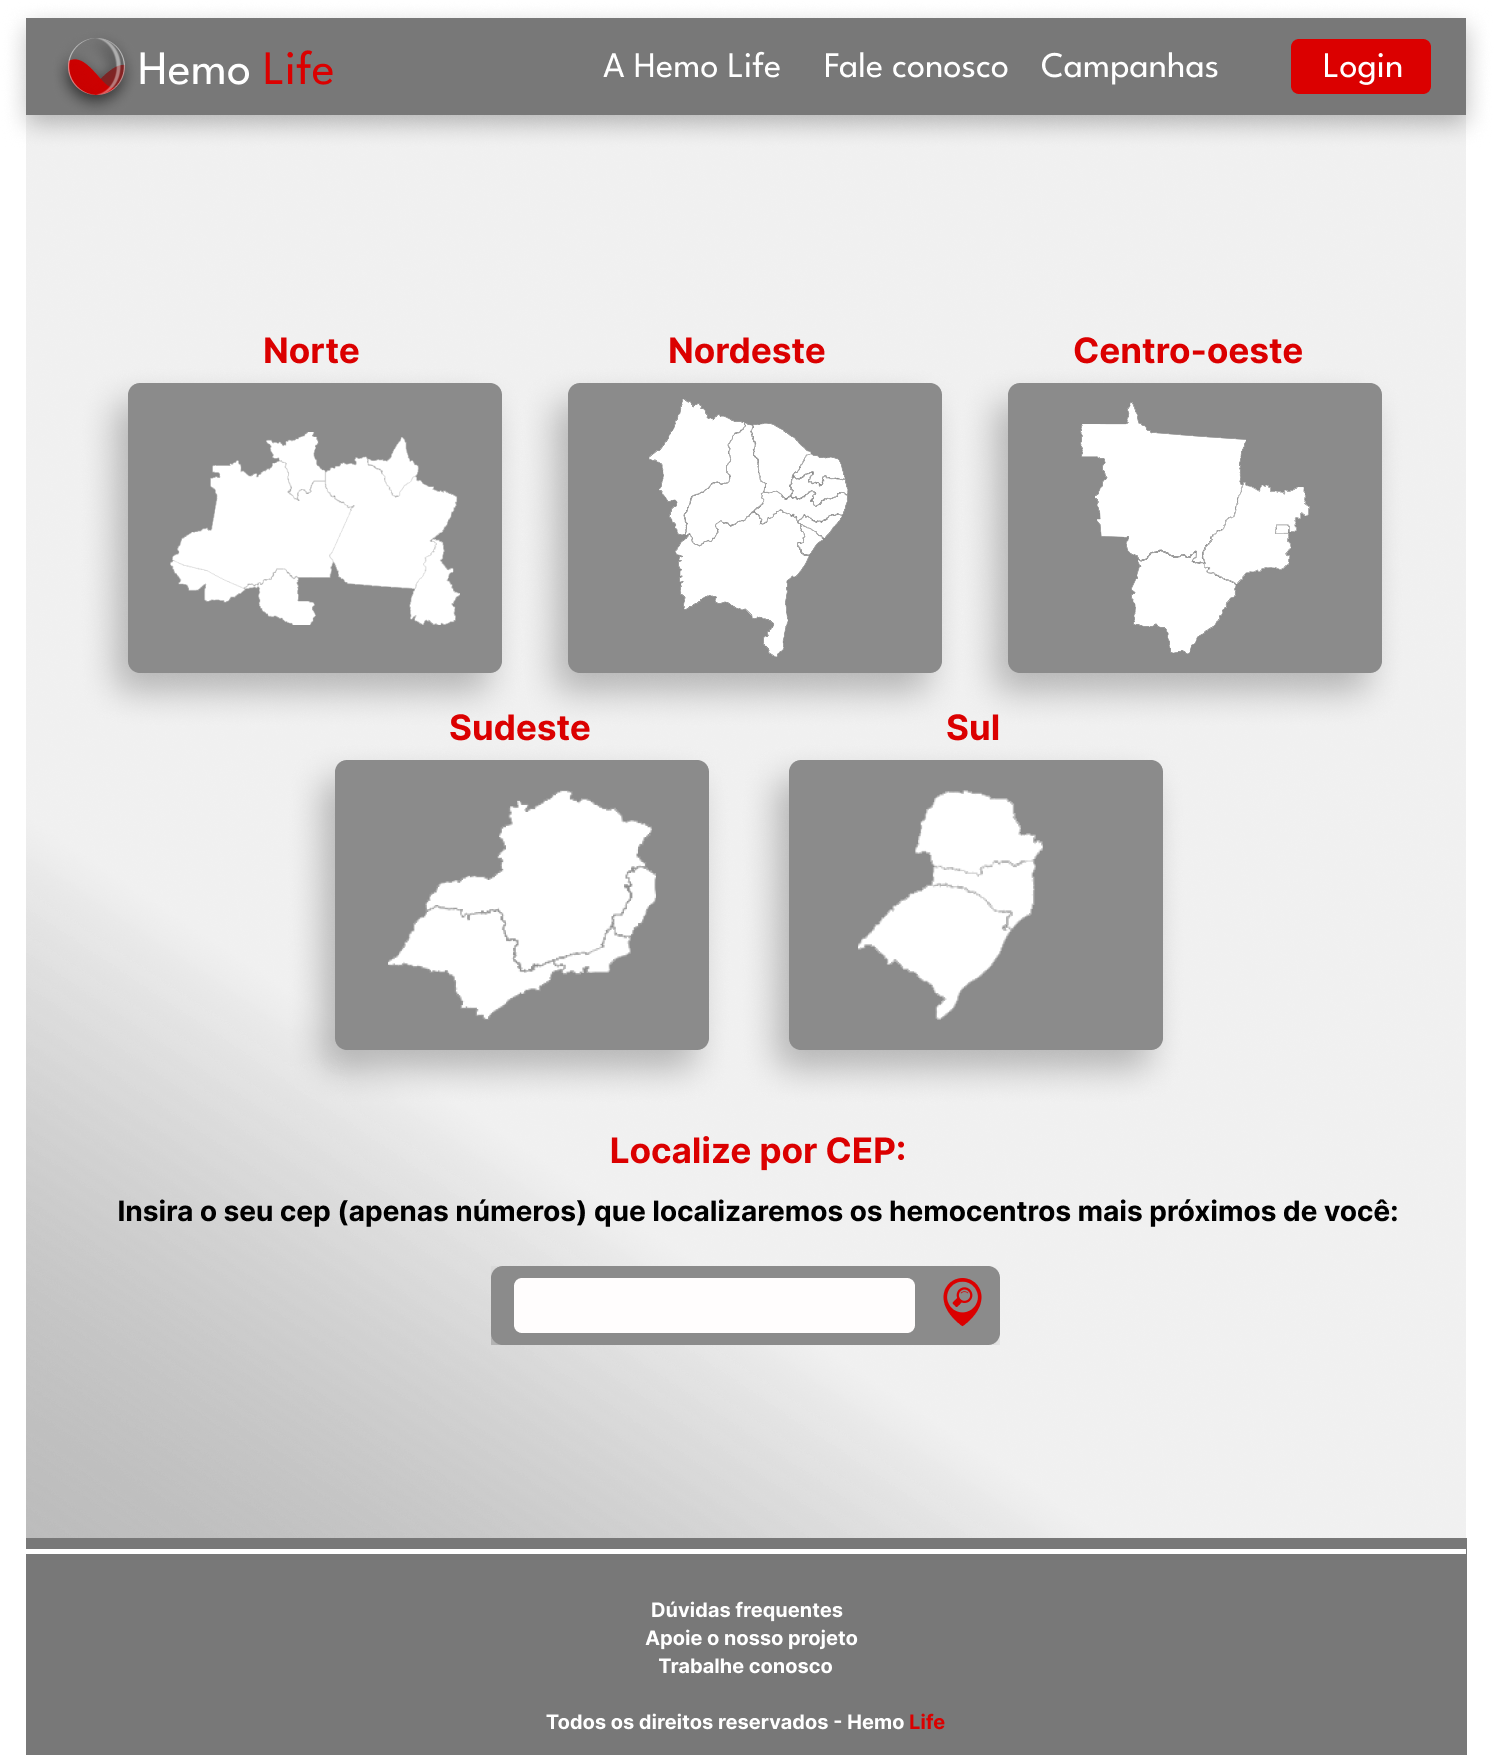 Hemo Life
A Hemo Life
Fale conosco
Campanhas
Login
Norte
Nordeste
Centro-oeste
Sudeste
Sul
Localize por CEP:
Insira o seu cep (apenas números) que localizaremos os hemocentros mais próximos de você:
Dúvidas frequentes
Apoie o nosso projeto
Trabalhe conosco
Todos os direitos reservados - Hemo Life